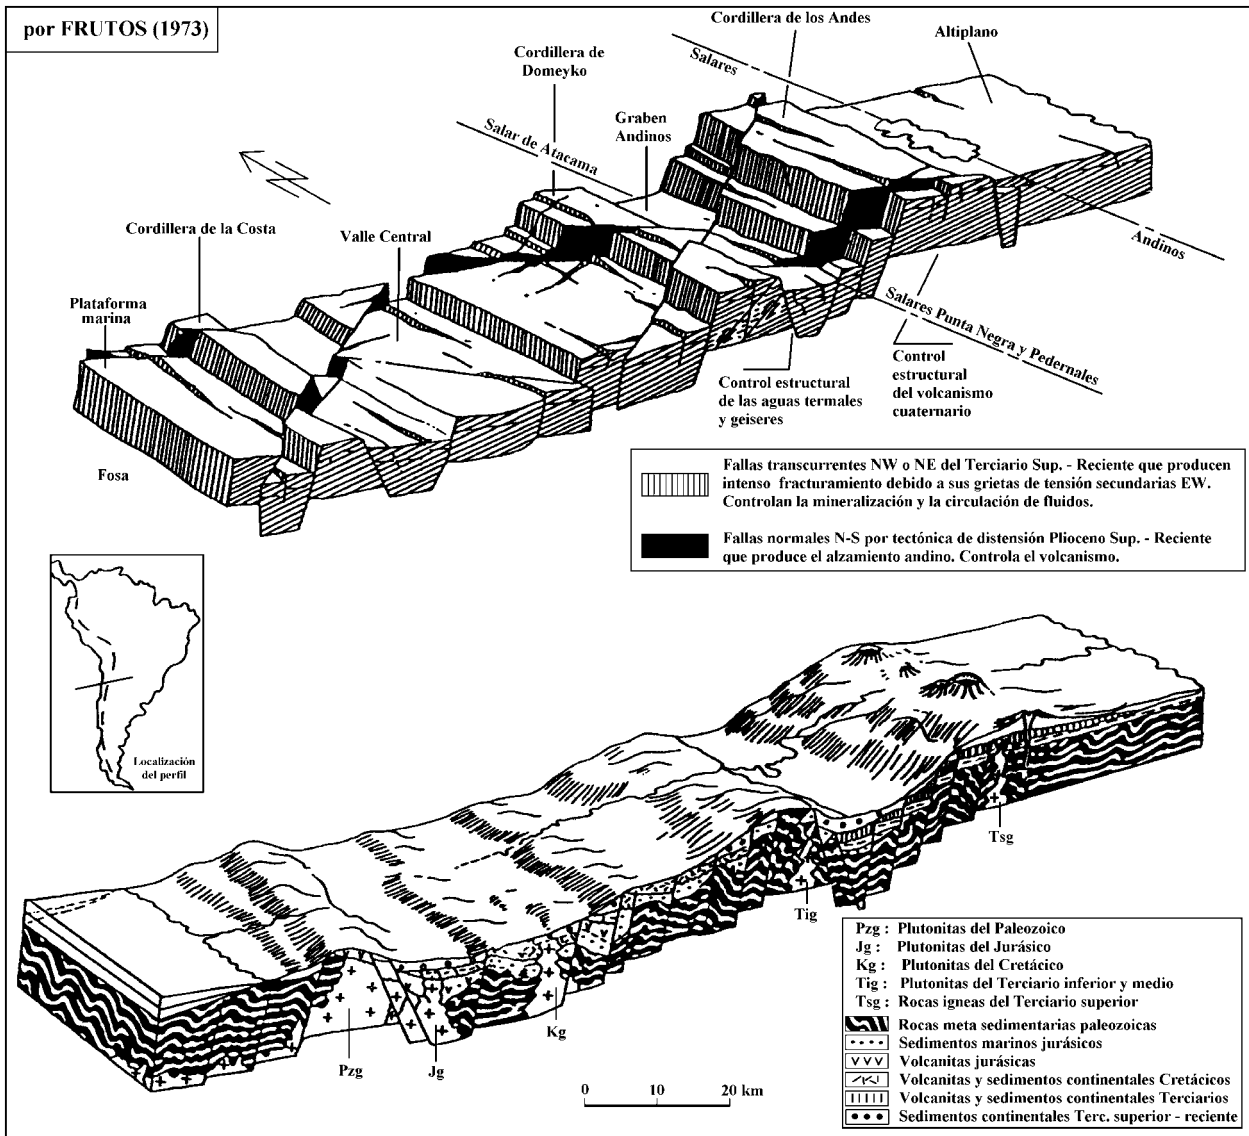 por FRUTOS (1973)
Cordillera de los Andes
Altiplano
Salares
Cordillera de
Domeyko
Graben
Andinos
Salar de Atacama
Cordillera de la Costa
Valle Central
Plataforma
marina
Andinos
Salares Punta Negra y Pedernales
Control
estructural
del volcanismo
cuaternario
Control estructural
de las aguas termales
y geiseres
Fosa
Fallas transcurrentes NW o NE del Terciario Sup. - Reciente que producen
intenso fracturamiento debido a sus grietas de tensión secundarias EW.
Controlan la mineralización y la circulación de fluidos.
Fallas normales N-S por tectónica de distensión Plioceno Sup. - Reciente
que produce el alzamiento andino. Controla el volcanismo.
Localización
del perfil
Tsg
Tig
Kg
Pzg
Jg
0 10 20 km
Pzg : Plutonitas del Paleozoico
Jg : Plutonitas del Jurásico
Kg : Plutonitas del Cretácico
Tig : Plutonitas del Terciario inferior y medio
Tsg : Rocas igneas del Terciario superior
Rocas meta sedimentarias paleozoicas
Sedimentos marinos jurásicos
Volcanitas jurásicas
Volcanitas y sedimentos continentales Cretácicos
Volcanitas y sedimentos continentales Terciarios
Sedimentos continentales Terc. superior - reciente